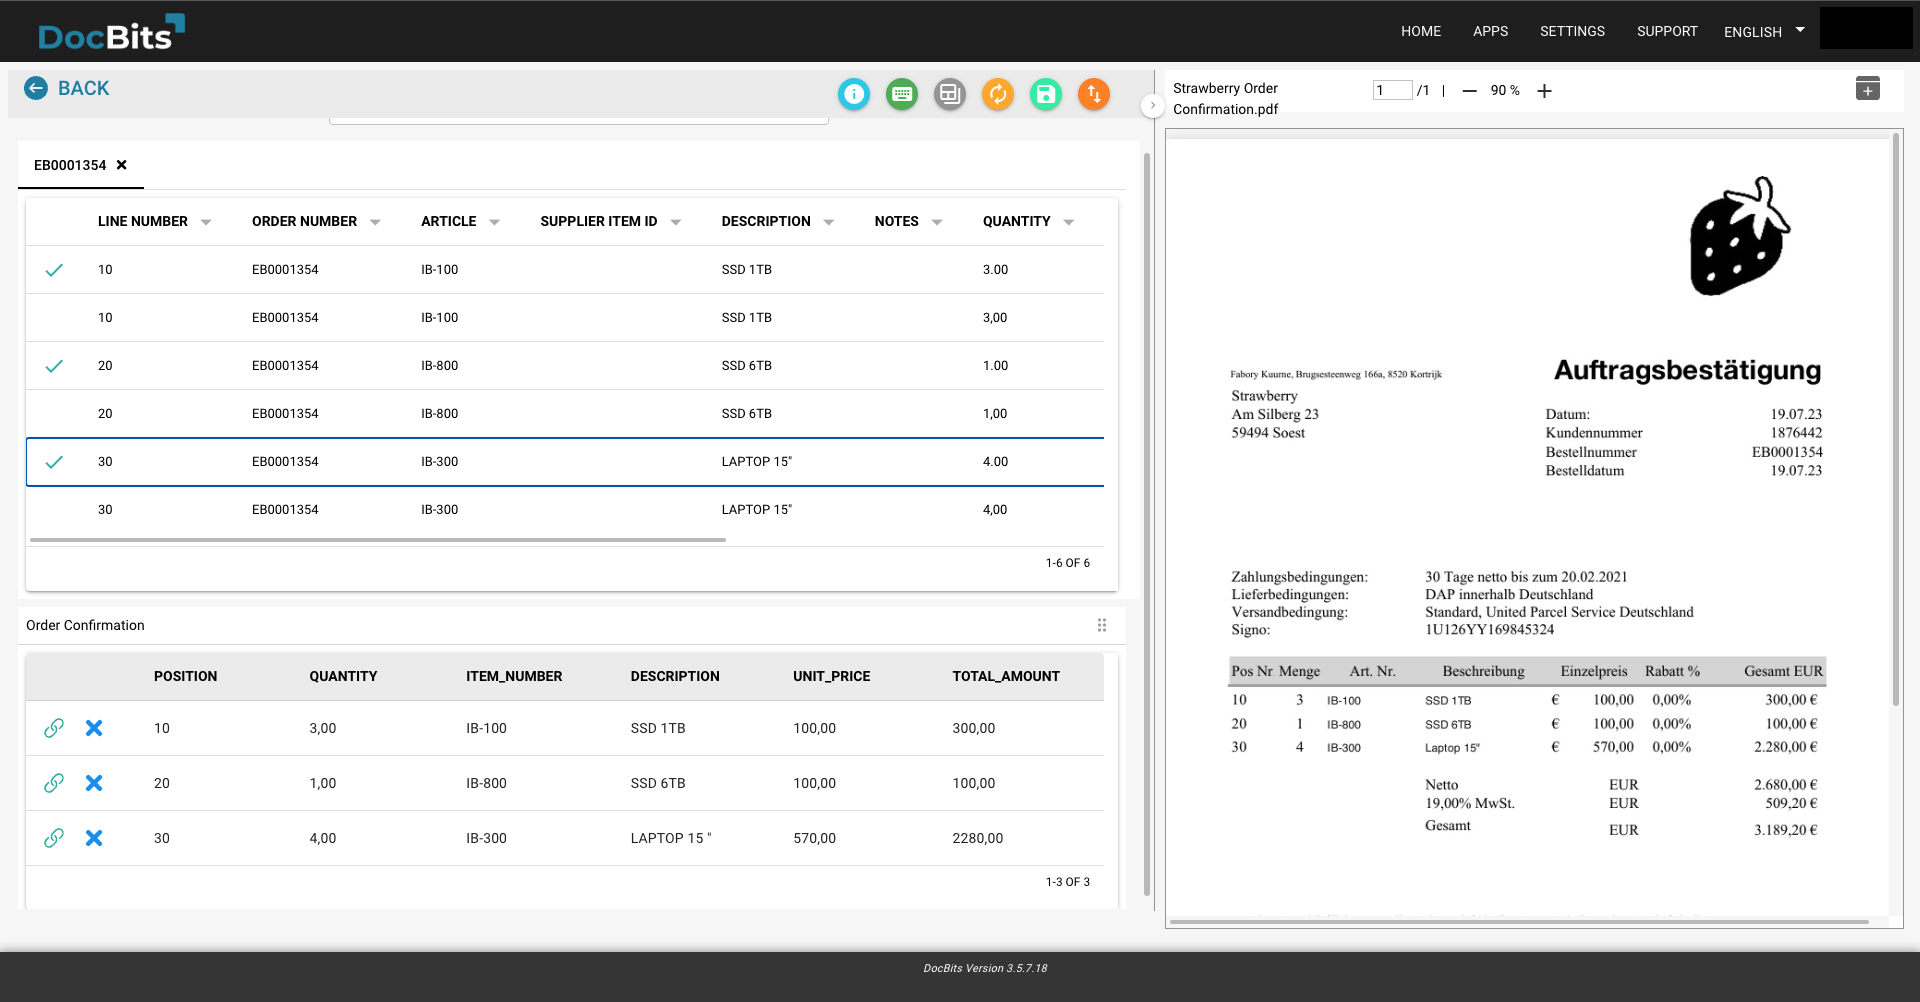 DocBits
HOME APPS SETTINGS SUPPORT ENGLISH
BACK
EB0001354
LINE NUMBER ORDER NUMBER ARTICLE SUPPLIER ITEM ID DESCRIPTION NOTES QUANTITY
10 EB0001354 IB-100 SSD 1TB 3.00
10 EB0001354 IB-100 SSD 1TB 3,00
20 EB0001354 IB-800 SSD 6TB 1.00
20 EB0001354 IB-800 SSD 6TB 1,00
30 EB0001354 IB-300 LAPTOP 15" 4.00
30 EB0001354 IB-300 LAPTOP 15" 4,00
1-6 OF 6
Order Confirmation
POSITION QUANTITY ITEM_NUMBER DESCRIPTION UNIT_PRICE TOTAL_AMOUNT
10 3,00 IB-100 SSD 1TB 100,00 300,00
20 1,00 IB-800 SSD 6TB 100,00 100,00
30 4,00 IB-300 LAPTOP 15 " 570,00 2280,00
1-3 OF 3
Strawberry Order
Confirmation.pdf
1 /1 | 90 %
Auftragsbestätigung
Fabory Kuurne, Brugsesteenweg 166a, 8520 Kortrijk
Strawberry
Am Silberg 23
59494 Soest
Datum: 19.07.23
Kundennummer 1876442
Bestellnummer EB0001354
Bestelldatum 19.07.23
Zahlungsbedingungen: 30 Tage netto bis zum 20.02.2021
Lieferbedingungen: DAP innerhalb Deutschland
Versandbedingung: Standard, United Parcel Service Deutschland
Signo: 1U126YY169845324
Pos Nr Menge Art. Nr. Beschreibung Einzelpreis Rabatt % Gesamt EUR
10 3 IB-100 SSD 1TB € 100,00 0,00% 300,00 €
20 1 IB-800 SSD 6TB € 100,00 0,00% 100,00 €
30 4 IB-300 Laptop 15" € 570,00 0,00% 2.280,00 €
Netto EUR 2.680,00 €
19,00% MwSt. EUR 509,20 €
Gesamt EUR 3.189,20 €
DocBits Version 3.5.7.18